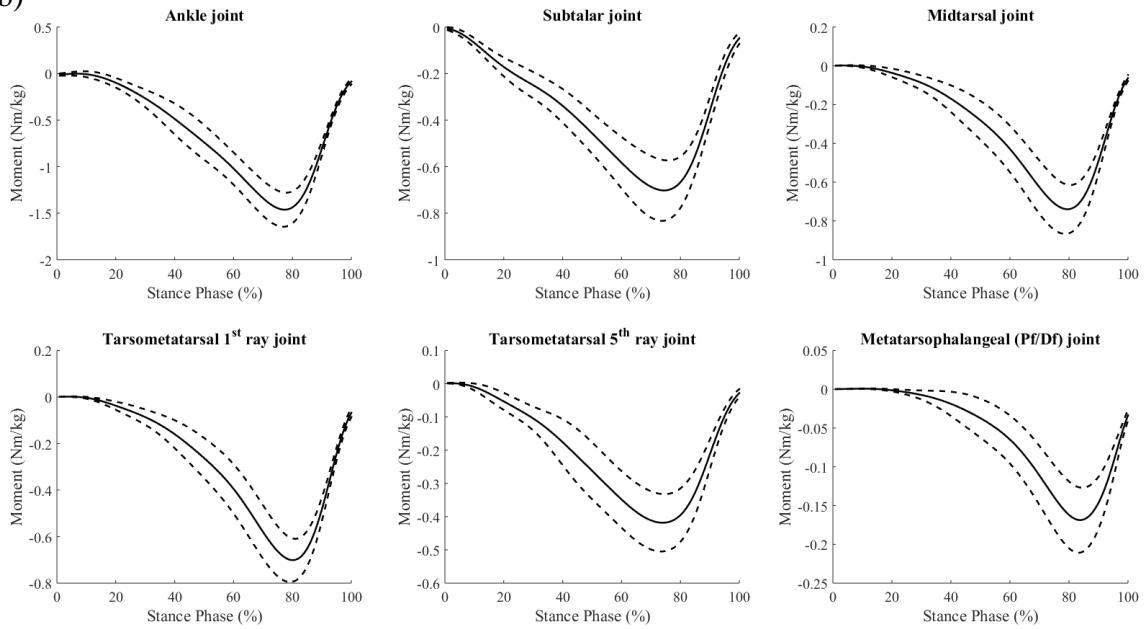 b)
Ankle joint
0.5
0
-0.5
-1
-1.5
-2
Moment (Nm/kg)
0 20 40 60 80 100
Stance Phase (%)
Subtalar joint
0
-0.2
-0.4
-0.6
-0.8
-1
Moment (Nm/kg)
0 20 40 60 80 100
Stance Phase (%)
Midtarsal joint
0.2
0
-0.2
-0.4
-0.6
-0.8
-1
Moment (Nm/kg)
0 20 40 60 80 100
Stance Phase (%)
Tarsometatarsal 1st ray joint
0.2
0
-0.2
-0.4
-0.6
-0.8
Moment (Nm/kg)
0 20 40 60 80 100
Stance Phase (%)
Tarsometatarsal 5th ray joint
0.1
0
-0.1
-0.2
-0.3
-0.4
-0.5
-0.6
Moment (Nm/kg)
0 20 40 60 80 100
Stance Phase (%)
Metatarsophalangeal (Pf/Df) joint
0.05
0
-0.05
-0.1
-0.15
-0.2
-0.25
Moment (Nm/kg)
0 20 40 60 80 100
Stance Phase (%)